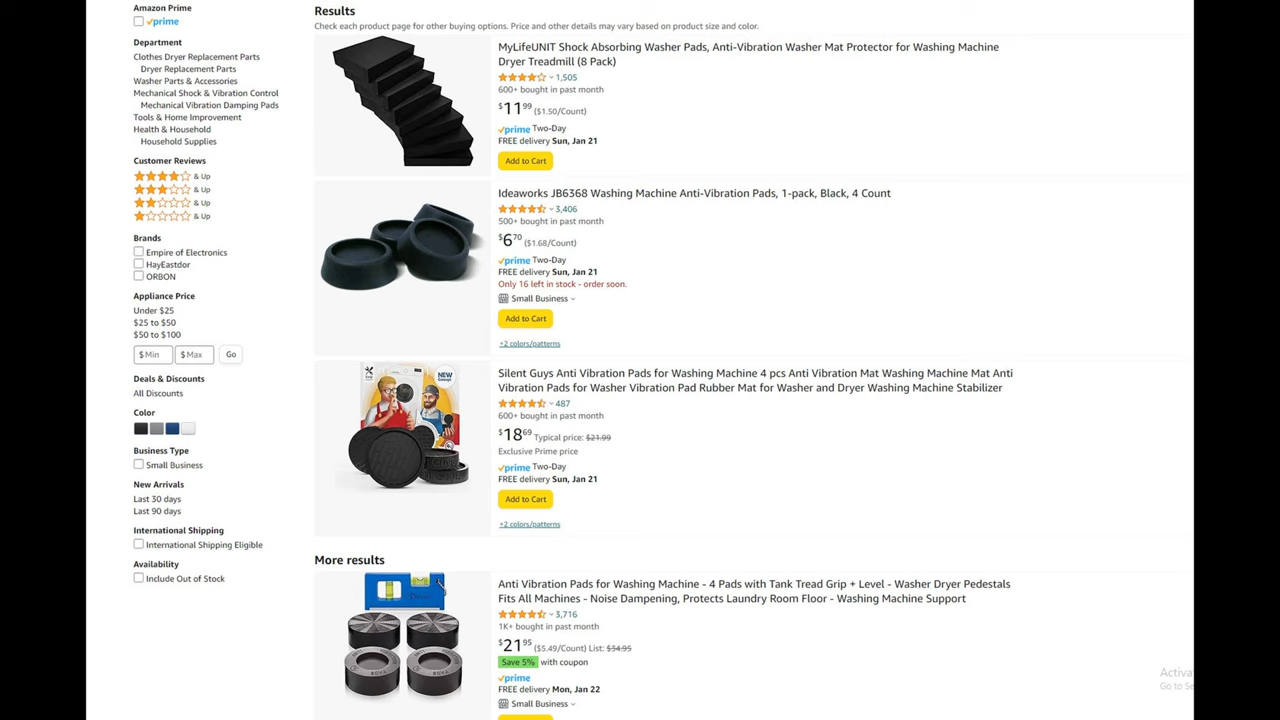 Amazon Prime
prime
Department
Clothes Dryer Replacement Parts
Dryer Replacement Parts
Washer Parts & Accessories
Mechanical Shock & Vibration Control
Mechanical Vibration Damping Pads
Tools & Home Improvement
Health & Household
Household Supplies
Customer Reviews
& Up
& Up
& Up
& Up
Brands
Empire of Electronics
HayEastdor
ORBON
Appliance Price
Under $25
$25 to $50
$50 to $100
$ Min $ Max Go
Deals & Discounts
All Discounts
Color
Business Type
Small Business
New Arrivals
Last 30 days
Last 90 days
International Shipping
International Shipping Eligible
Availability
Include Out of Stock
Results
Check each product page for other buying options. Price and other details may vary based on product size and color.
MyLifeUNIT Shock Absorbing Washer Pads, Anti-Vibration Washer Mat Protector for Washing Machine
Dryer Treadmill (8 Pack)
1,505
600+ bought in past month
$11 99 ($1.50/Count)
prime Two-Day
FREE delivery Sun, Jan 21
Add to Cart
Ideaworks JB6368 Washing Machine Anti-Vibration Pads, 1-pack, Black, 4 Count
3,406
500+ bought in past month
$6 70 ($1.68/Count)
prime Two-Day
FREE delivery Sun, Jan 21
Only 16 left in stock - order soon.
Small Business
Add to Cart
+2 colors/patterns
NEW
Silent Guys Anti Vibration Pads for Washing Machine 4 pcs Anti Vibration Mat Washing Machine Mat Anti
Vibration Pads for Washer Vibration Pad Rubber Mat for Washer and Dryer Washing Machine Stabilizer
487
600+ bought in past month
$18 69 Typical price: $21.99
Exclusive Prime price
prime Two-Day
FREE delivery Sun, Jan 21
Add to Cart
+2 colors/patterns
More results
Anti Vibration Pads for Washing Machine - 4 Pads with Tank Tread Grip + Level - Washer Dryer Pedestals
Fits All Machines - Noise Dampening, Protects Laundry Room Floor - Washing Machine Support
3,716
1K+ bought in past month
$21 95 ($5.49/Count) List: $34.95
Save 5% with coupon
prime
FREE delivery Mon, Jan 22
Small Business
Activa
Go to Se